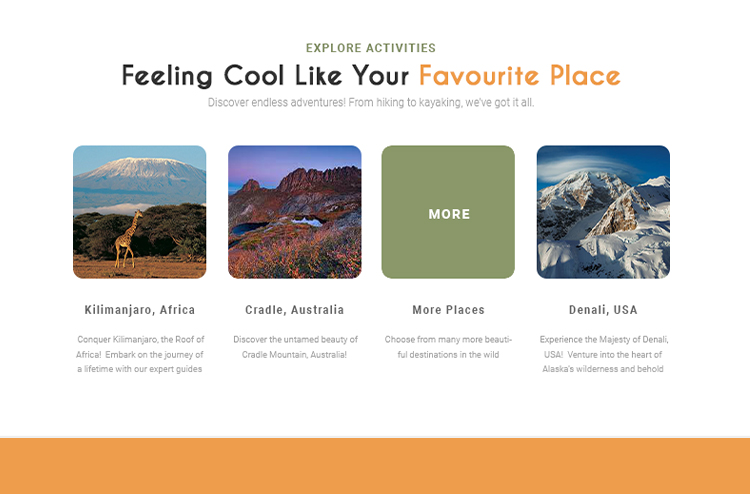 EXPLORE ACTIVITIES
Feeling Cool Like Your Favourite Place
Discover endless adventures! From hiking to kayaking, we've got it all.
MORE
Kilimanjaro, Africa
Conquer Kilimanjaro, the Roof of
Africa! Embark on the journey of
a lifetime with our expert guides
Cradle, Australia
Discover the untamed beauty of
Cradle Mountain, Australia!
More Places
Choose from many more beauti-
ful destinations in the wild
Denali, USA
Experience the Majesty of Denali,
USA! Venture into the heart of
Alaska's wilderness and behold